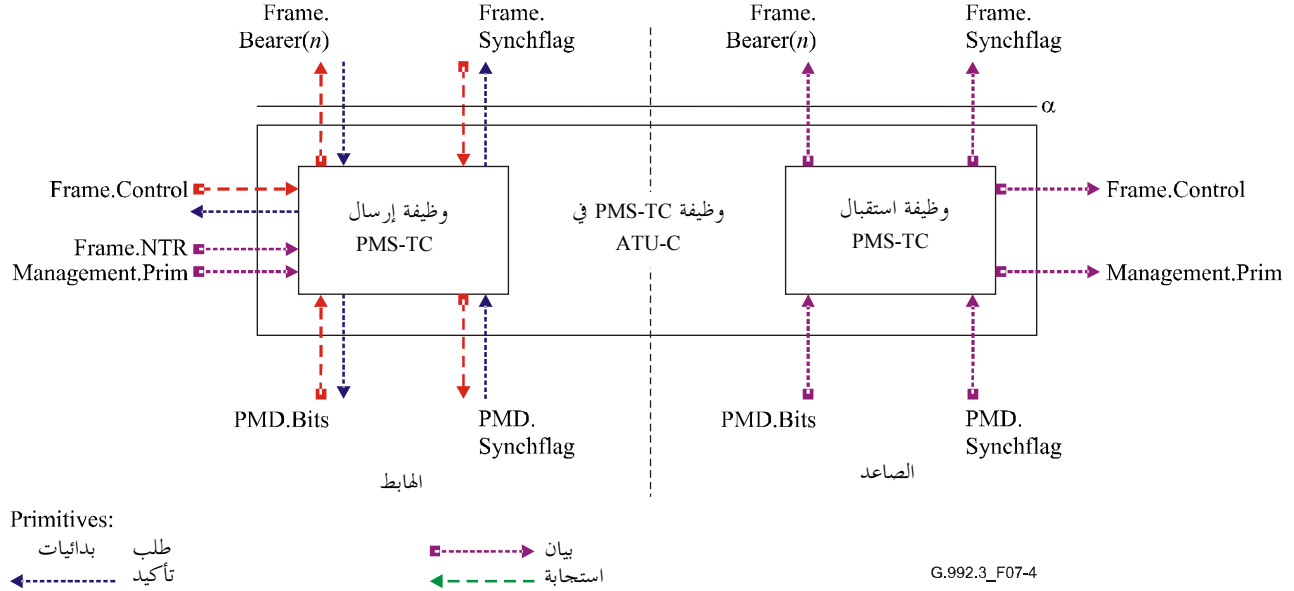 Frame.
Bearer(n)
Frame.
Synchflag
Frame.
Bearer(n)
Frame.
Synchflag
α
Frame.Control
Frame.NTR
Management.Prim
وظيفة إرسال
PMS-TC
وظيفة PMS-TC في
ATU-C
وظيفة استقبال
PMS-TC
Frame.Control
Management.Prim
PMD.Bits
PMD.
Synchflag
PMD.Bits
PMD.
Synchflag
الهابط
الصاعد
Primitives:
بدائيات
طلب
تأكيد
بيان
استجابة
G.992.3_F07-4